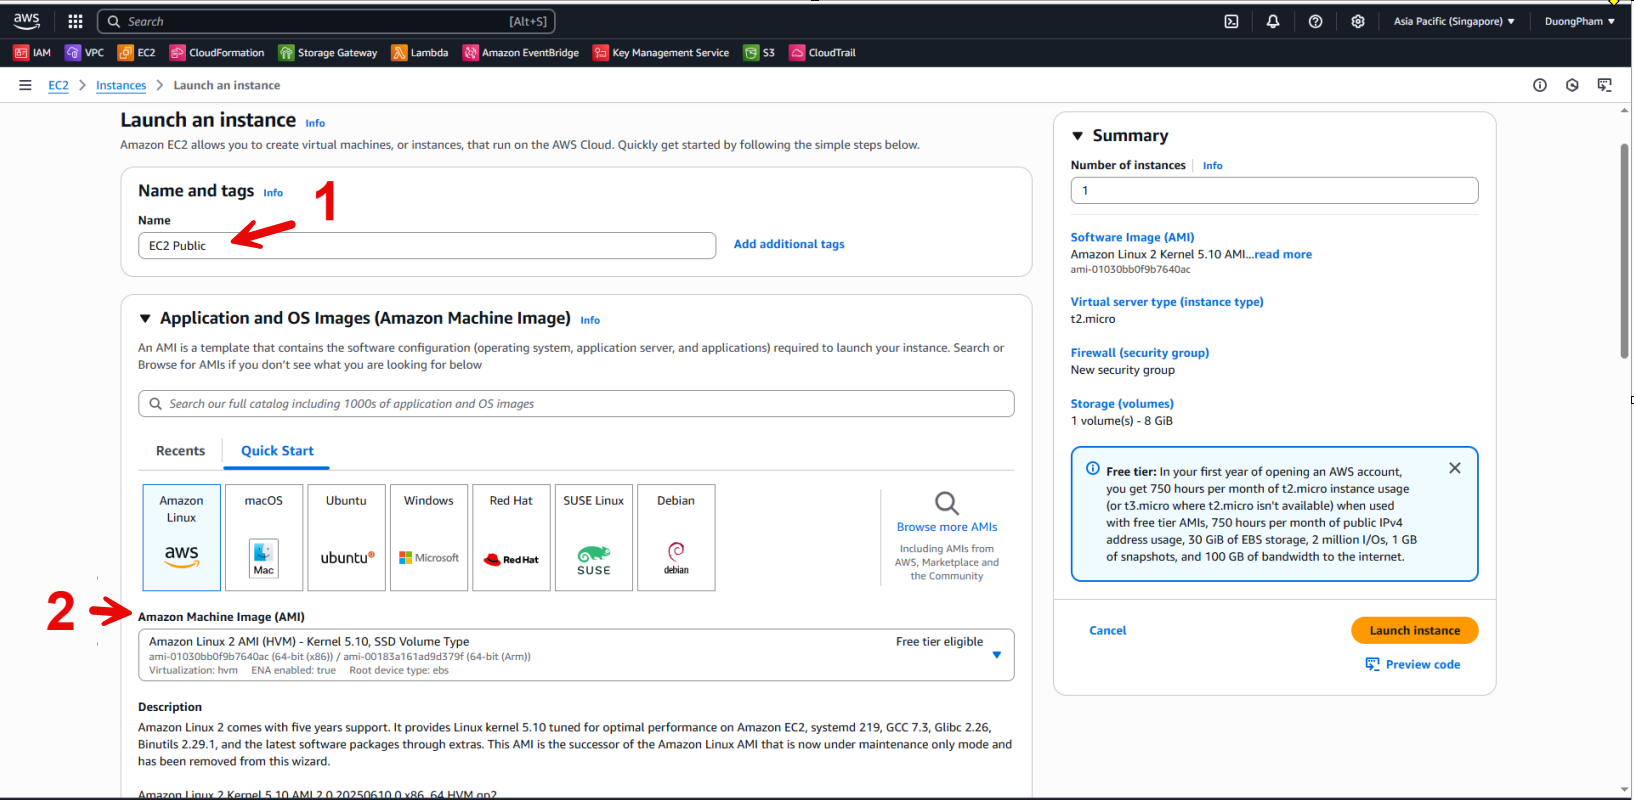 aws
Search [Alt+S]
Asia Pacific (Singapore) DuongPham
IAM VPC EC2 CloudFormation Storage Gateway Lambda Amazon EventBridge Key Management Service S3 CloudTrail
EC2 > Instances > Launch an instance
Launch an instance Info
Amazon EC2 allows you to create virtual machines, or instances, that run on the AWS Cloud. Quickly get started by following the simple steps below.
Name and tags Info
1
Name
EC2 Public
Add additional tags
Application and OS Images (Amazon Machine Image) Info
An AMI is a template that contains the software configuration (operating system, application server, and applications) required to launch your instance. Search or
Browse for AMIs if you don't see what you are looking for below
Search our full catalog including 1000s of application and OS images
Recents
Quick Start
Amazon
Linux
aws
macOS
Mac
Ubuntu
ubuntu
Windows
Microsoft
Red Hat
Red Hat
SUSE Linux
SUSE
Debian
debian
Browse more AMIs
Including AMIs from
AWS, Marketplace and
the Community
2
Amazon Machine Image (AMI)
Amazon Linux 2 AMI (HVM) - Kernel 5.10, SSD Volume Type
Free tier eligible
ami-01030bb0f9b7640ac (64-bit (x86)) / ami-00183a161ad9d379f (64-bit (Arm))
Virtualization: hvm ENA enabled: true Root device type: ebs
Description
Amazon Linux 2 comes with five years support. It provides Linux kernel 5.10 tuned for optimal performance on Amazon EC2, systemd 219, GCC 7.3, Glibc 2.26,
Binutils 2.29.1, and the latest software packages through extras. This AMI is the successor of the Amazon Linux AMI that is now under maintenance only mode and
has been removed from this wizard.
Amazon Linux 2 Kernel 5.10 AMI 2.0.20250610.0 x86_64 HVM gp2
Summary
Number of instances Info
1
Software Image (AMI)
Amazon Linux 2 Kernel 5.10 AMI...read more
ami-01030bb0f9b7640ac
Virtual server type (instance type)
t2.micro
Firewall (security group)
New security group
Storage (volumes)
1 volume(s) - 8 GiB
Free tier: In your first year of opening an AWS account,
you get 750 hours per month of t2.micro instance usage
(or t3.micro where t2.micro isn't available) when used
with free tier AMIs, 750 hours per month of public IPv4
address usage, 30 GiB of EBS storage, 2 million I/Os, 1 GB
of snapshots, and 100 GB of bandwidth to the internet.
Cancel
Launch instance
Preview code